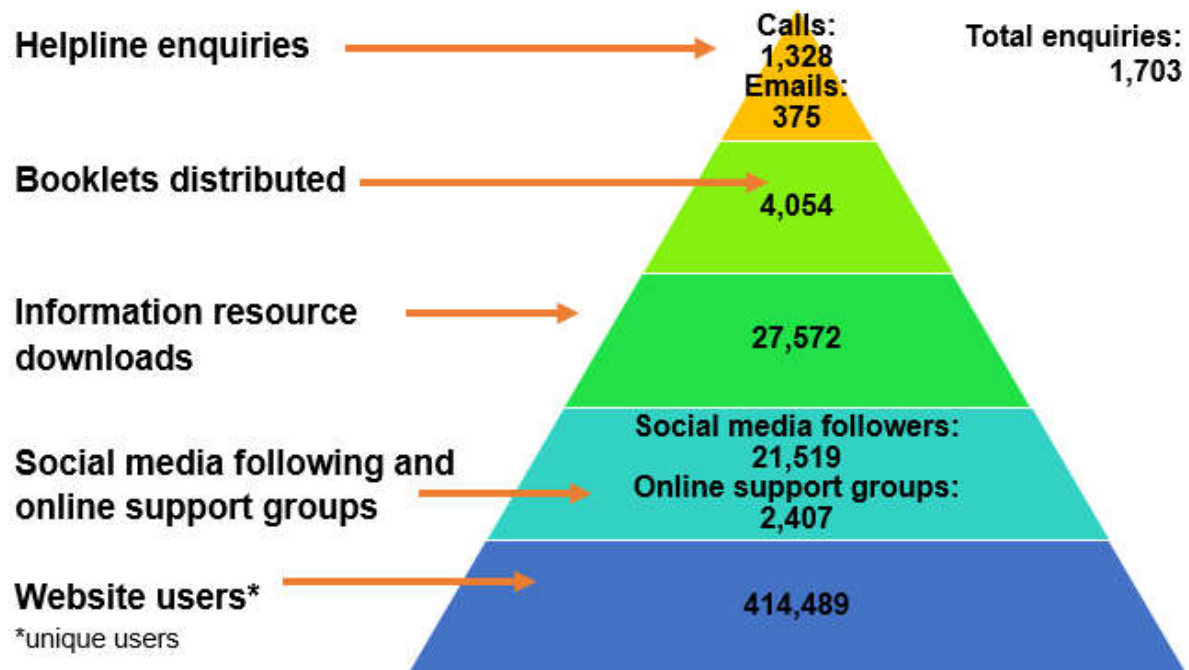 Helpline enquiries
Calls:
1,328
Emails:
375
Total enquiries:
1,703
Booklets distributed
4,054
Information resource
downloads
27,572
Social media following and
online support groups
Social media followers:
21,519
Online support groups:
2,407
Website users*
*unique users
414,489